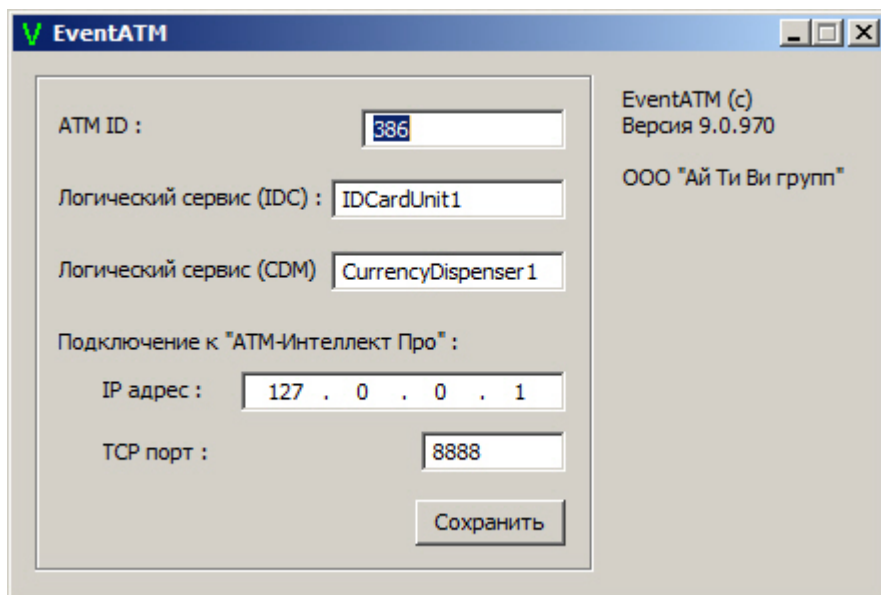 EventATM
ATM ID :
386
Логический сервис (IDC) :
IDCardUnit1
Логический сервис (CDM)
CurrencyDispenser1
Подключение к "АТМ-Интеллект Про" :
IP адрес :
127 . 0 . 0 . 1
TCP порт :
8888
Сохранить
EventATM (c)
Версия 9.0.970
ООО "Ай Ти Ви групп"